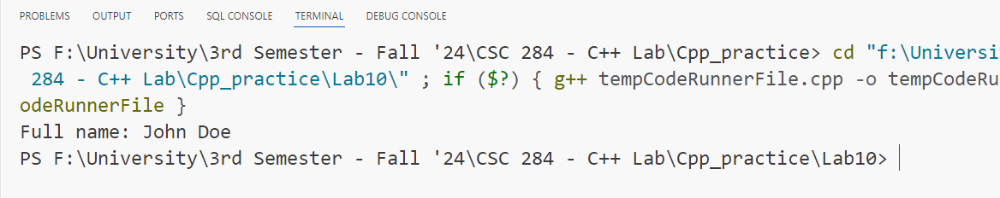 PROBLEMS OUTPUT PORTS SQL CONSOLE TERMINAL DEBUG CONSOLE
PS F:\University\3rd Semester - Fall '24\CSC 284 - C++ Lab\Cpp_practice> cd "f:\Universi
284 - C++ Lab\Cpp_practice\Lab10\" ; if ($?) { g++ tempCodeRunnerFile.cpp -o tempCodeRu
odeRunnerFile }
Full name: John Doe
PS F:\University\3rd Semester - Fall '24\CSC 284 - C++ Lab\Cpp_practice\Lab10>